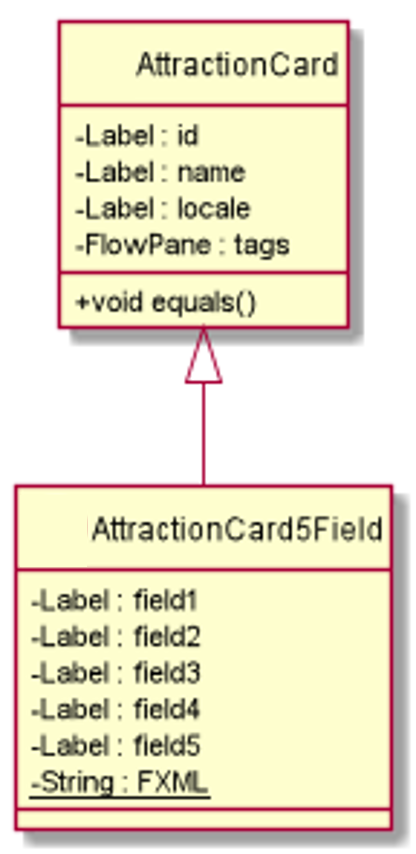 AttractionCard
-Label : id
-Label : name
-Label : locale
-FlowPane : tags
+void equals()
AttractionCard5Field
-Label : field1
-Label : field2
-Label : field3
-Label : field4
-Label : field5
-String : FXML